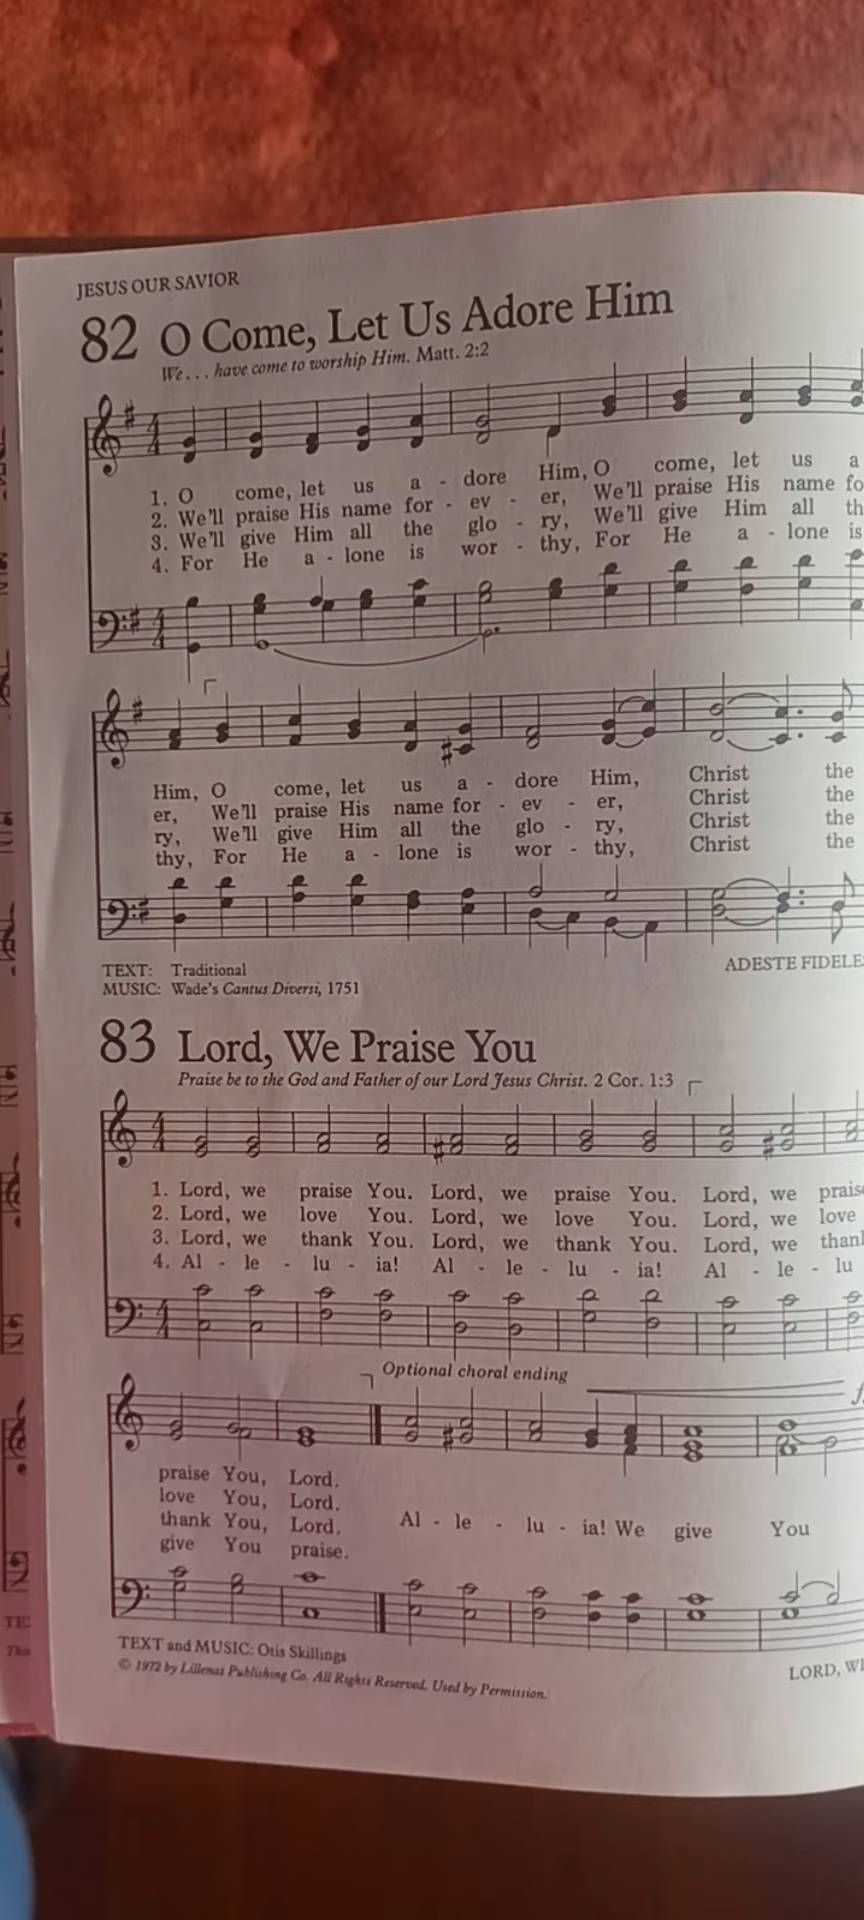 JESUS OUR SAVIOR
82 O Come, Let Us Adore Him
We . . . have come to worship Him. Matt. 2:2
1. O come, let us a - dore Him, O come, let us a
2. We'll praise His name for - ev - er, We'll praise His name fo
3. We'll give Him all the glo - ry, We'll give Him all th
4. For He a - lone is wor - thy, For He a - lone is
Him, O come, let us a - dore Him, Christ the
er, We'll praise His name for - ev - er, Christ the
ry, We'll give Him all the glo - ry, Christ the
thy, For He a - lone is wor - thy, Christ the
TEXT: Traditional
MUSIC: Wade's Cantus Diversi, 1751
ADESTE FIDELES
83 Lord, We Praise You
Praise be to the God and Father of our Lord Jesus Christ. 2 Cor. 1:3
1. Lord, we praise You. Lord, we praise You. Lord, we praise
2. Lord, we love You. Lord, we love You. Lord, we love
3. Lord, we thank You. Lord, we thank You. Lord, we thank
4. Al - le - lu - ia! Al - le - lu - ia! Al - le - lu
Optional choral ending
praise You, Lord.
love You, Lord.
thank You, Lord. Al - le - lu - ia! We give You
give You praise.
TEXT and MUSIC: Otis Skillings
© 1972 by Lillenas Publishing Co. All Rights Reserved. Used by Permission.
LORD, WE